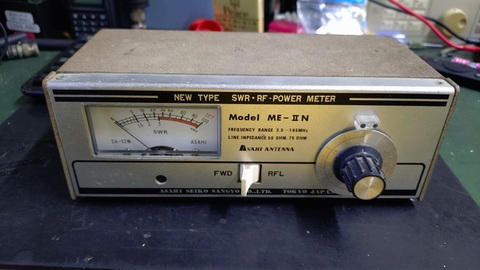 NEW TYPE SWR·RF-POWER METER
Model ME-ⅡN
FREQUENCY RANGE 3.5 -145MHz
LINE IMPEDANCE 50 OHM, 75 OHM
ASAHI ANTENNA
SWR
ASAHI
FWD RFL
ASAHI SEIKO SANGYO CO., LTD. TOKYO JAPAN